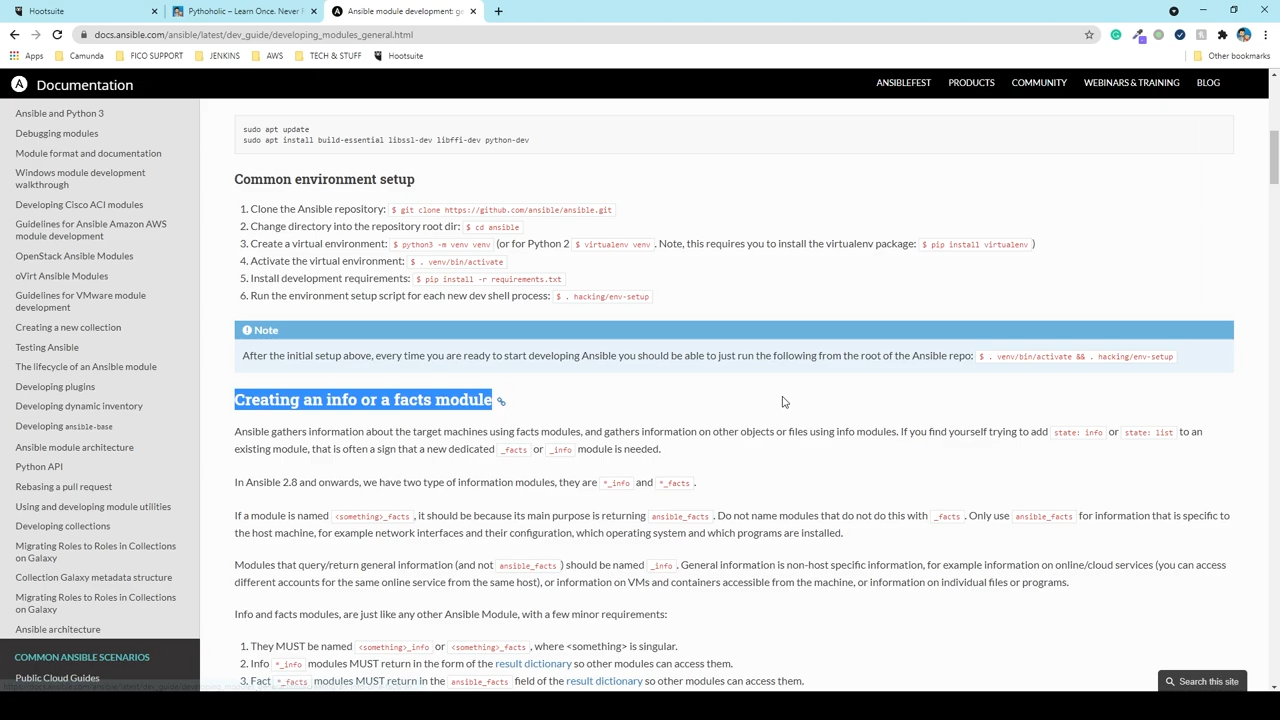 Hootsuite
Pythoholic – Learn Once. Never F
Ansible module development: ge
docs.ansible.com/ansible/latest/dev_guide/developing_modules_general.html
Apps
Camunda
FICO SUPPORT
JENKINS
AWS
TECH & STUFF
Hootsuite
Other bookmarks
Documentation
ANSIBLEFEST
PRODUCTS
COMMUNITY
WEBINARS & TRAINING
BLOG
Ansible and Python 3
Debugging modules
Module format and documentation
Windows module development
walkthrough
Developing Cisco ACI modules
Guidelines for Ansible Amazon AWS
module development
OpenStack Ansible Modules
oVirt Ansible Modules
Guidelines for VMware module
development
Creating a new collection
Testing Ansible
The lifecycle of an Ansible module
Developing plugins
Developing dynamic inventory
Developing ansible-base
Ansible module architecture
Python API
Rebasing a pull request
Using and developing module utilities
Developing collections
Migrating Roles to Roles in Collections
on Galaxy
Collection Galaxy metadata structure
Migrating Roles to Roles in Collections
on Galaxy
Ansible architecture
COMMON ANSIBLE SCENARIOS
Public Cloud Guides
sudo apt update
sudo apt install build-essential libssl-dev libffi-dev python-dev
Common environment setup
1. Clone the Ansible repository: $ git clone https://github.com/ansible/ansible.git
2. Change directory into the repository root dir: $ cd ansible
3. Create a virtual environment: $ python3 -m venv venv (or for Python 2 $ virtualenv venv . Note, this requires you to install the virtualenv package: $ pip install virtualenv )
4. Activate the virtual environment: $ . venv/bin/activate
5. Install development requirements: $ pip install -r requirements.txt
6. Run the environment setup script for each new dev shell process: $ . hacking/env-setup
Note
After the initial setup above, every time you are ready to start developing Ansible you should be able to just run the following from the root of the Ansible repo: $ . venv/bin/activate && . hacking/env-setup
Creating an info or a facts module
Ansible gathers information about the target machines using facts modules, and gathers information on other objects or files using info modules. If you find yourself trying to add state: info or state: list to an
existing module, that is often a sign that a new dedicated _facts or _info module is needed.
In Ansible 2.8 and onwards, we have two type of information modules, they are *_info and *_facts.
If a module is named <something>_facts, it should be because its main purpose is returning ansible_facts. Do not name modules that do not do this with _facts. Only use ansible_facts for information that is specific to
the host machine, for example network interfaces and their configuration, which operating system and which programs are installed.
Modules that query/return general information (and not ansible_facts) should be named _info. General information is non-host specific information, for example information on online/cloud services (you can access
different accounts for the same online service from the same host), or information on VMs and containers accessible from the machine, or information on individual files or programs.
Info and facts modules, are just like any other Ansible Module, with a few minor requirements:
1. They MUST be named <something>_info or <something>_facts, where <something> is singular.
2. Info *_info modules MUST return in the form of the result dictionary so other modules can access them.
3. Fact *_facts modules MUST return in the ansible_facts field of the result dictionary so other modules can access them.
Search this site